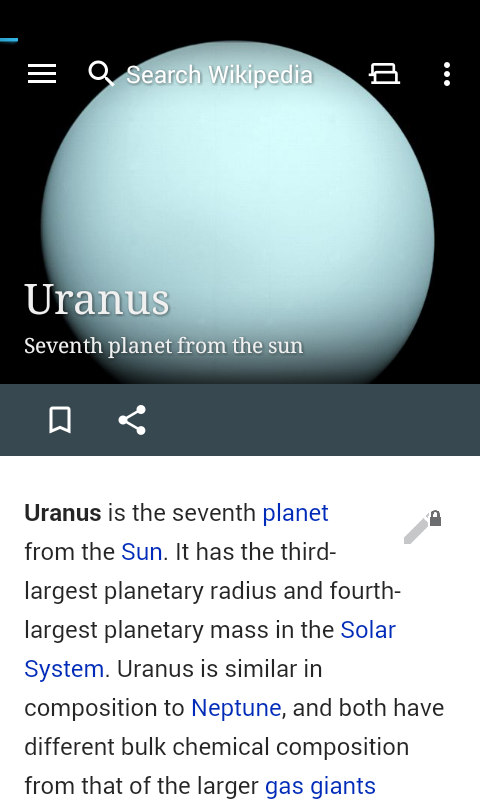 Search Wikipedia
Uranus
Seventh planet from the sun
Uranus is the seventh planet
from the Sun. It has the third-
largest planetary radius and fourth-
largest planetary mass in the Solar
System. Uranus is similar in
composition to Neptune, and both have
different bulk chemical composition
from that of the larger gas giants